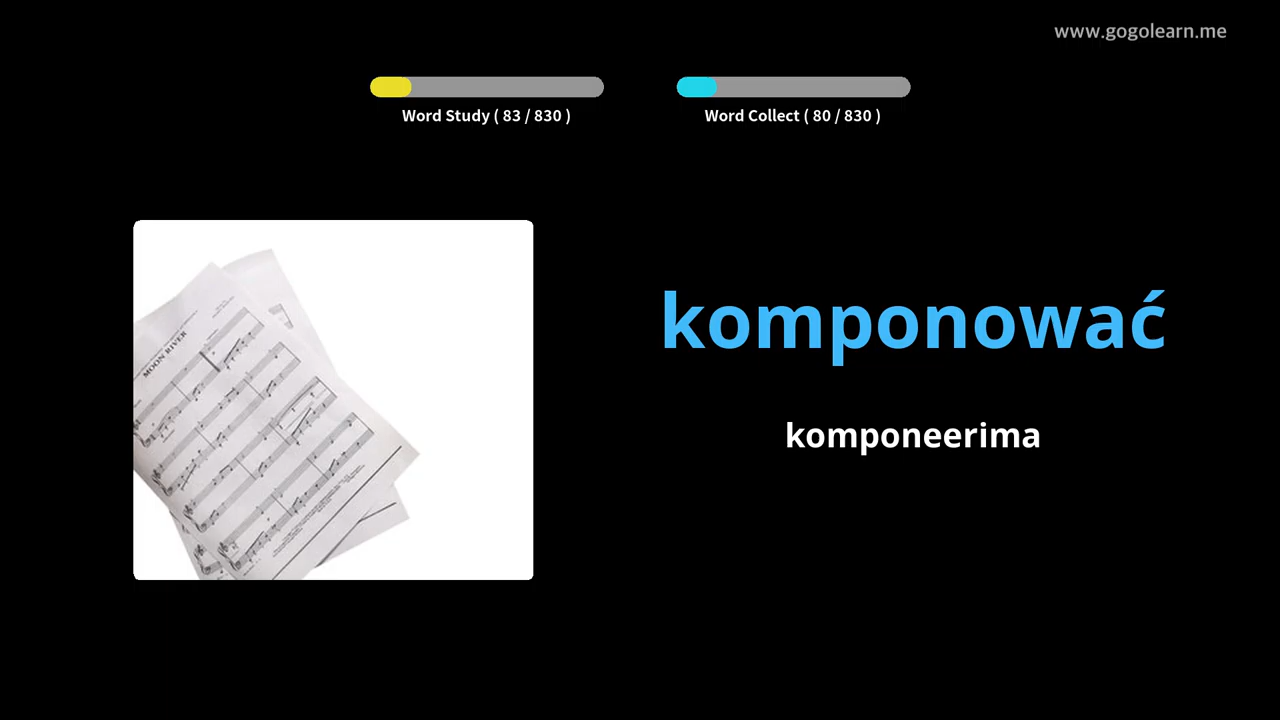 www.gogolearn.me
Word Study ( 83 / 830 )
Word Collect ( 80 / 830 )
MOON RIVER
komponować
komponeerima